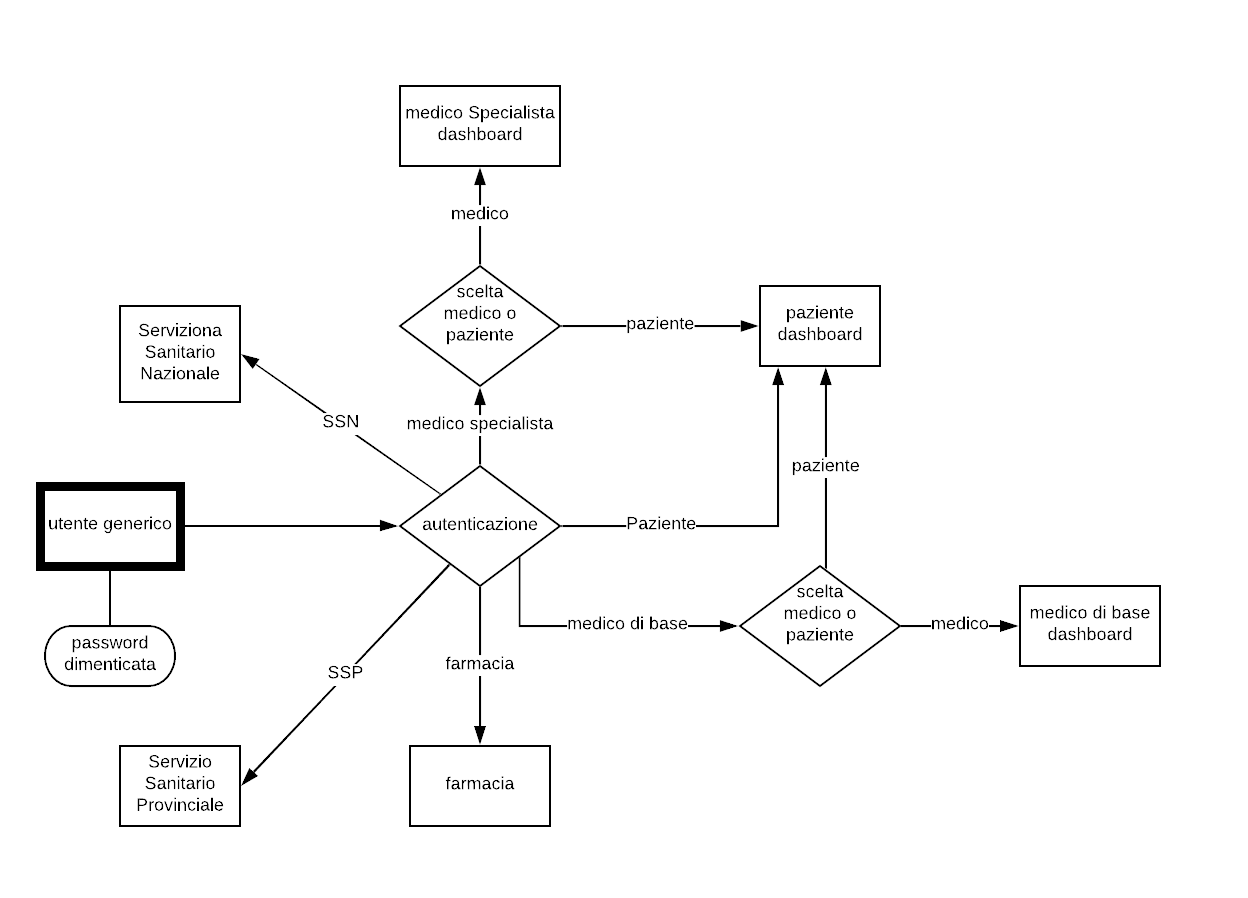 medico Specialista
dashboard
medico
scelta
medico o
paziente
paziente
paziente
dashboard
Serviziona
Sanitario
Nazionale
SSN
medico specialista
utente generico
autenticazione
Paziente
paziente
password
dimenticata
medico di base
scelta
medico o
paziente
medico
medico di base
dashboard
SSP
farmacia
Servizio
Sanitario
Provinciale
farmacia